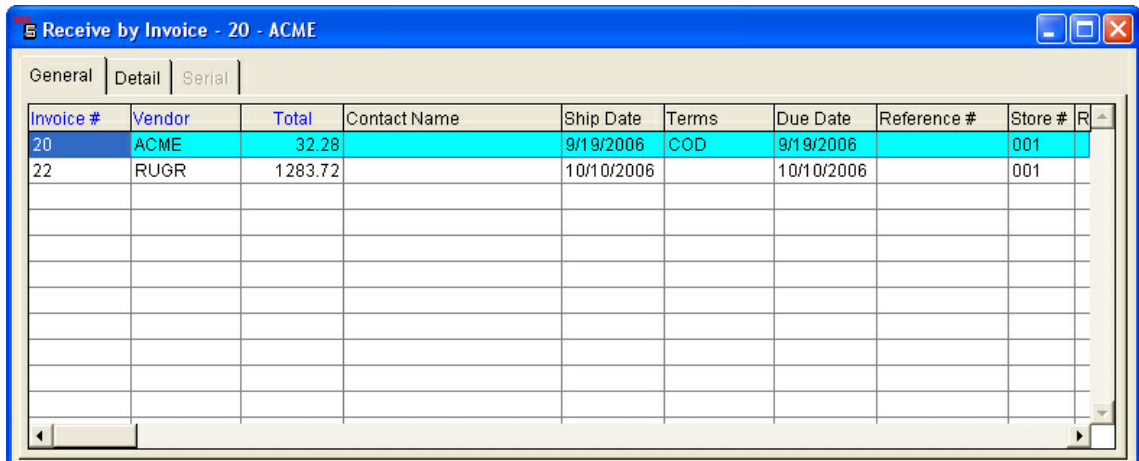 Receive by Invoice - 20 - ACME
General Detail Serial
Invoice # Vendor Total Contact Name Ship Date Terms Due Date Reference # Store # R
20 ACME 32.28 9/19/2006 COD 9/19/2006 001
22 RUGR 1283.72 10/10/2006 10/10/2006 001